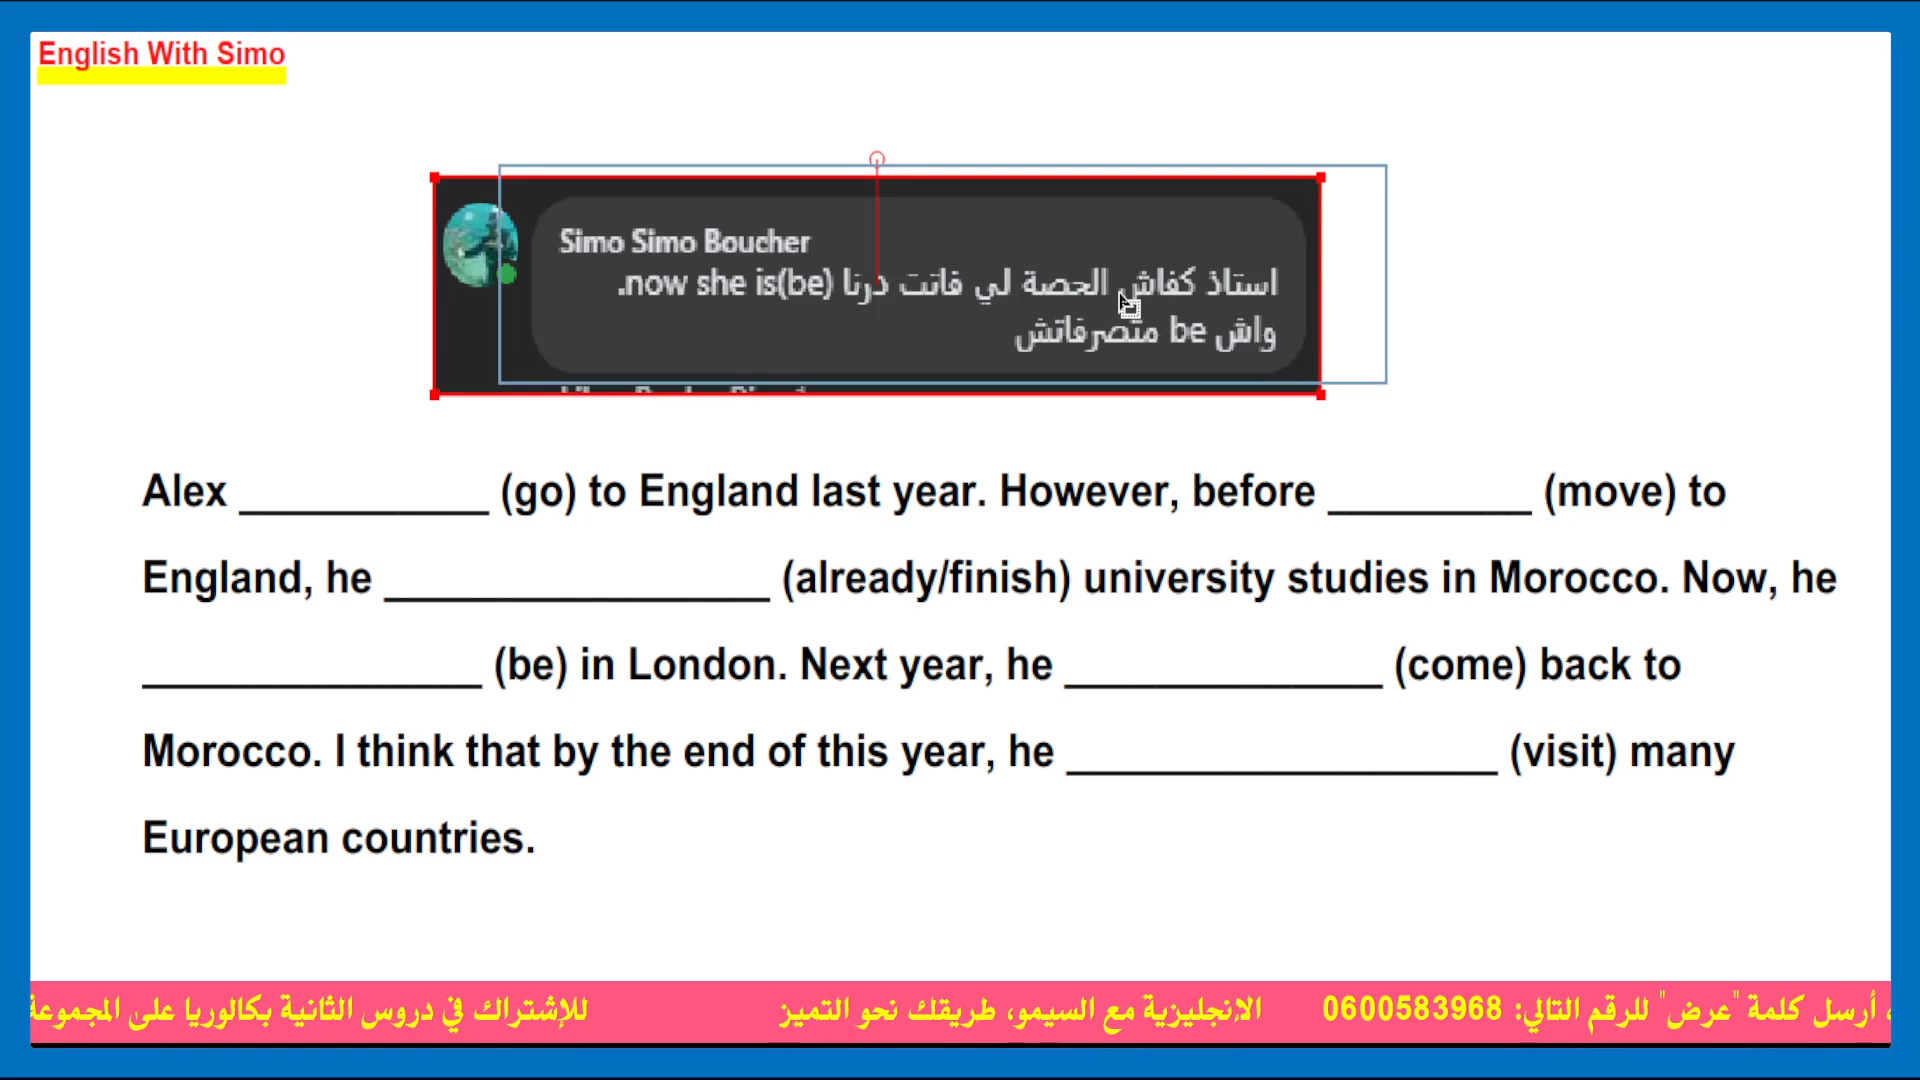 English With Simo
Simo Simo Boucher
استاذ كفاش الحصة لي فاتت درنا now she is(be).
واش be متصرفاتش
Alex ___________ (go) to England last year. However, before _________ (move) to
England, he _________________ (already/finish) university studies in Morocco. Now, he
_______________ (be) in London. Next year, he ______________ (come) back to
Morocco. I think that by the end of this year, he ___________________ (visit) many
European countries.
، أرسل كلمة "عرض" للرقم التالي: 0600583968 الإنجليزية مع السيمو، طريقك نحو التميز للإشتراك في دروس الثانية بكالوريا على المجموعة